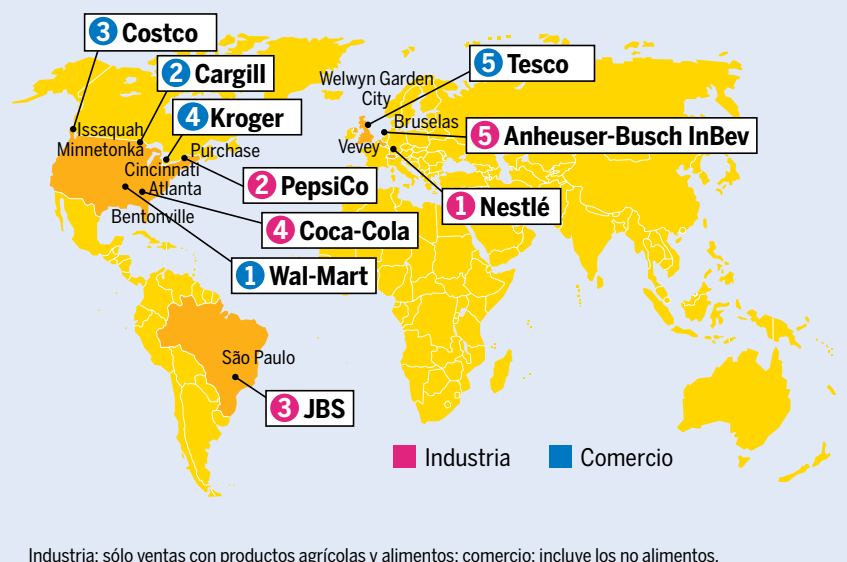 3 Costco
2 Cargill
4 Kroger
5 Tesco
Welwyn Garden
City
Issaquah
Minnetonka
Cincinnati
Purchase
Atlanta
Bentonville
Bruselas
Vevey
5 Anheuser-Busch InBev
2 PepsiCo
1 Nestlé
4 Coca-Cola
1 Wal-Mart
São Paulo
3 JBS
Industria
Comercio
Industria: sólo ventas con productos agrícolas y alimentos; comercio: incluye los no alimentos.